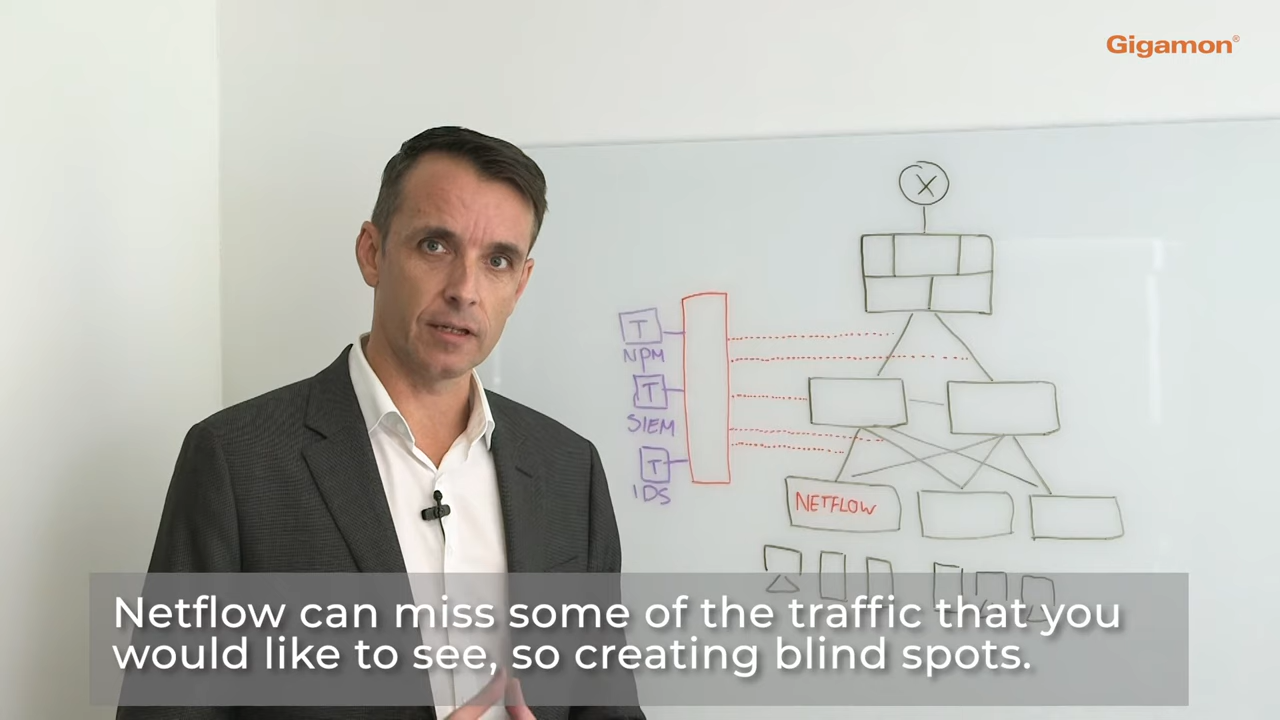 Gigamon®
X
T
NPM
T
SIEM
T
iDS
NETFLOW
Netflow can miss some of the traffic that you
would like to see, so creating blind spots.